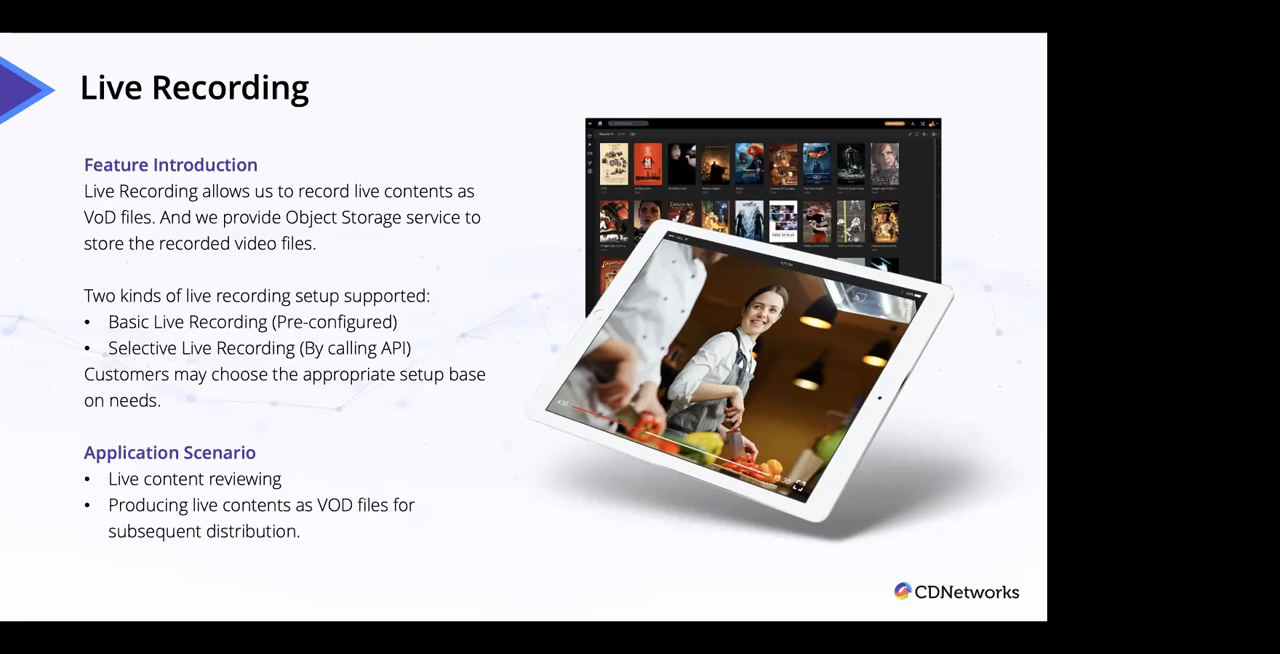 Live Recording
Feature Introduction
Live Recording allows us to record live contents as
VoD files. And we provide Object Storage service to
store the recorded video files.
Two kinds of live recording setup supported:
• Basic Live Recording (Pre-configured)
• Selective Live Recording (By calling API)
Customers may choose the appropriate setup base
on needs.
Application Scenario
• Live content reviewing
• Producing live contents as VOD files for
subsequent distribution.
4:20
CDNetworks